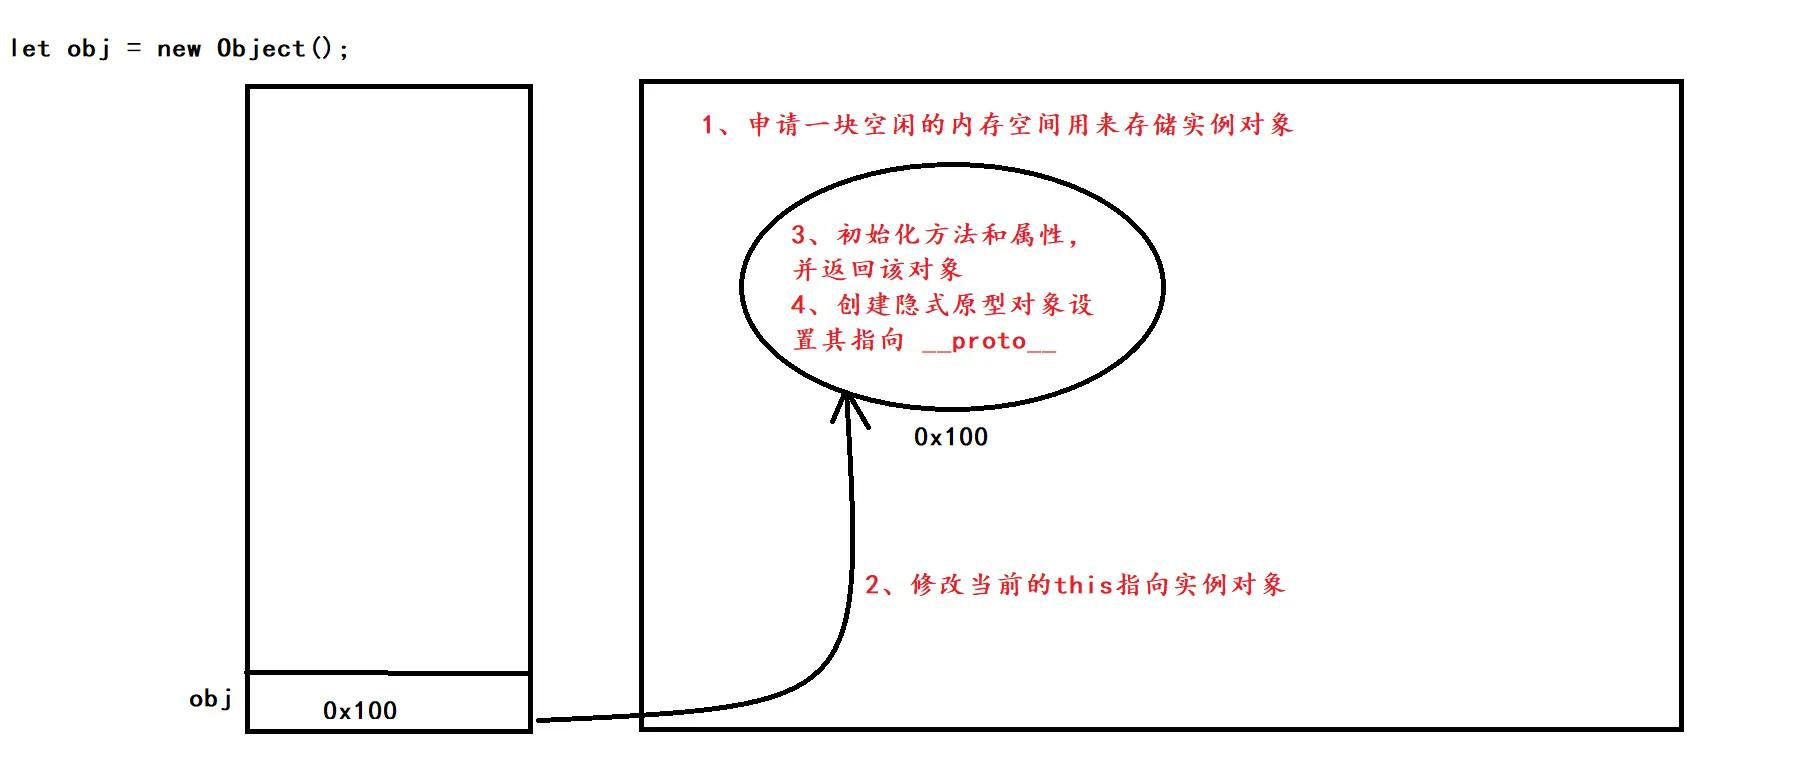 let obj = new Object();
1、申请一块空闲的内存空间用来存储实例对象
3、初始化方法和属性，
并返回该对象
4、创建隐式原型对象设
置其指向 __proto__
0x100
2、修改当前的this指向实例对象
obj
0x100